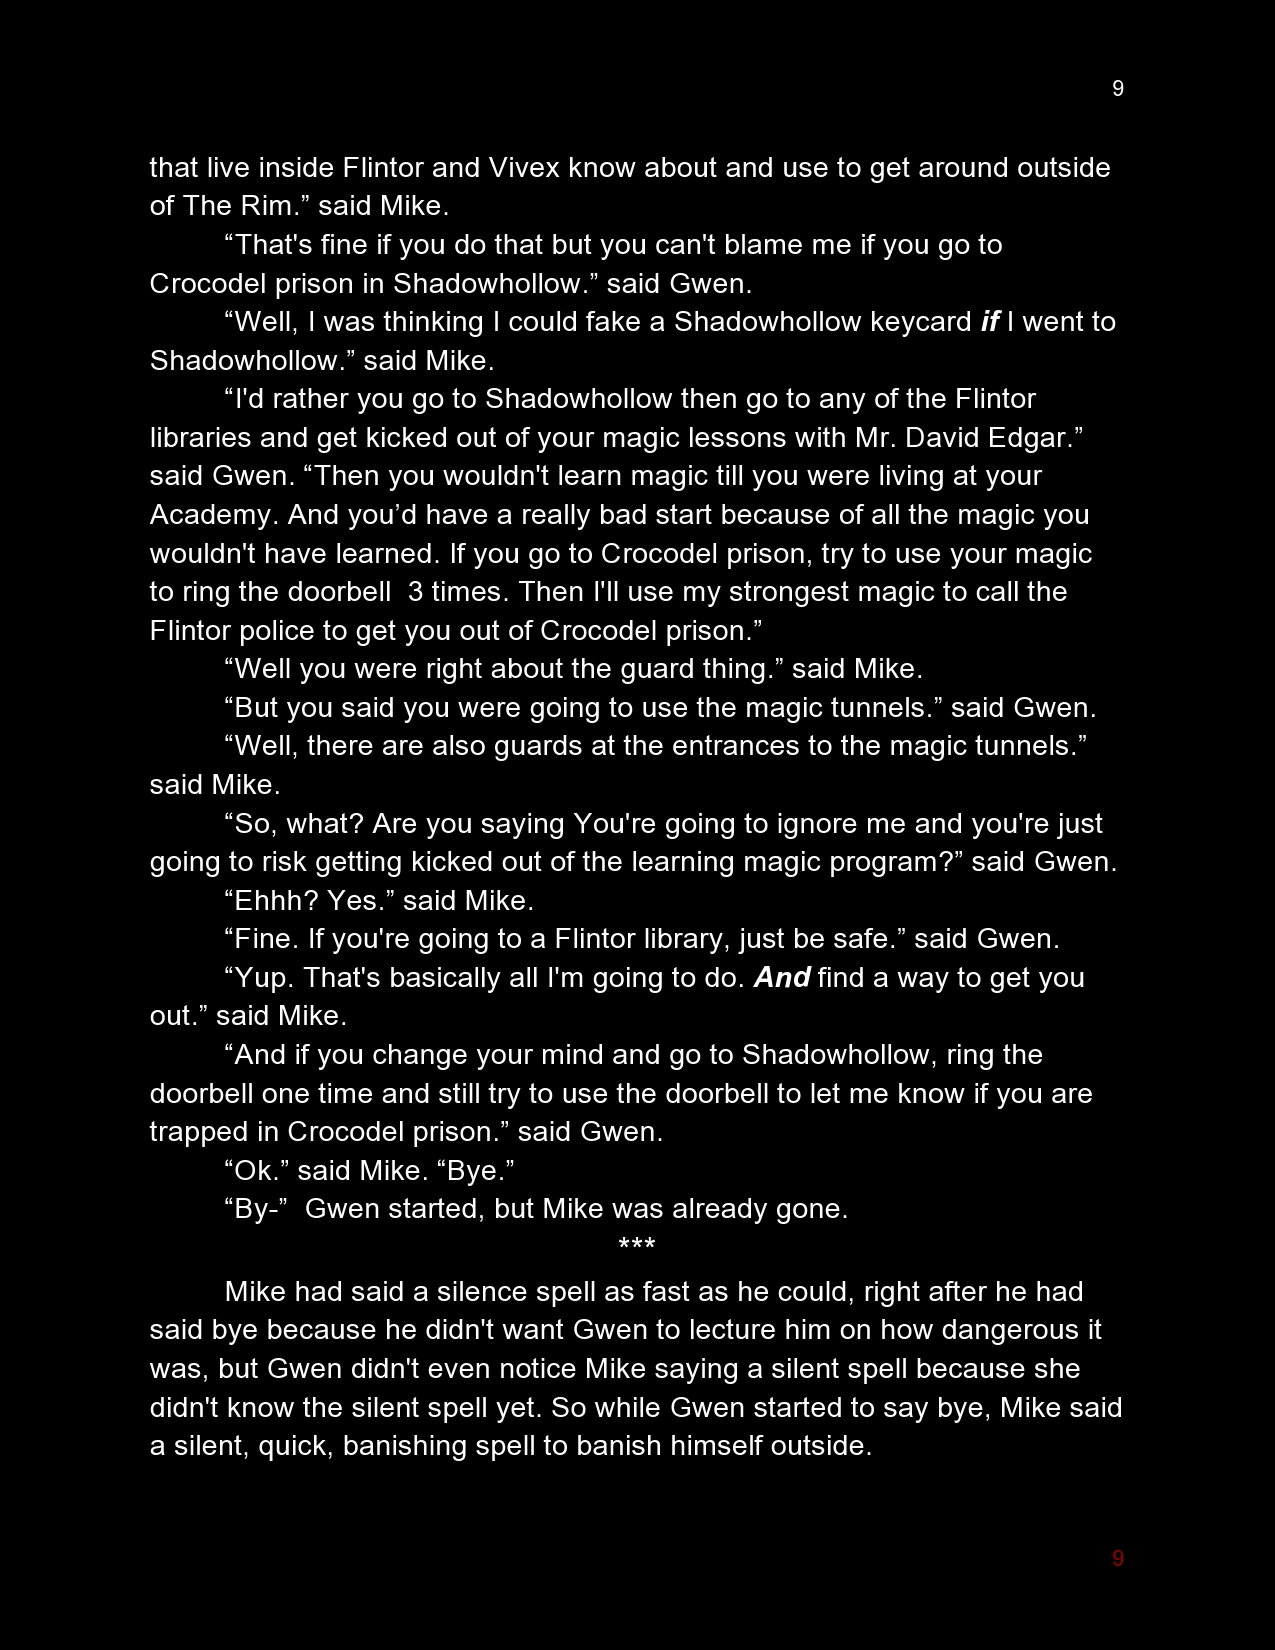 9
that live inside Flintor and Vivex know about and use to get around outside
of The Rim.” said Mike.
“That's fine if you do that but you can't blame me if you go to
Crocodel prison in Shadowhollow.” said Gwen.
“Well, I was thinking I could fake a Shadowhollow keycard if I went to
Shadowhollow.” said Mike.
“I'd rather you go to Shadowhollow then go to any of the Flintor
libraries and get kicked out of your magic lessons with Mr. David Edgar.”
said Gwen. “Then you wouldn't learn magic till you were living at your
Academy. And you’d have a really bad start because of all the magic you
wouldn't have learned. If you go to Crocodel prison, try to use your magic
to ring the doorbell  3 times. Then I'll use my strongest magic to call the
Flintor police to get you out of Crocodel prison.”
“Well you were right about the guard thing.” said Mike.
“But you said you were going to use the magic tunnels.” said Gwen.
“Well, there are also guards at the entrances to the magic tunnels.”
said Mike.
“So, what? Are you saying You're going to ignore me and you're just
going to risk getting kicked out of the learning magic program?” said Gwen.
“Ehhh? Yes.” said Mike.
“Fine. If you're going to a Flintor library, just be safe.” said Gwen.
“Yup. That's basically all I'm going to do. And find a way to get you
out.” said Mike.
“And if you change your mind and go to Shadowhollow, ring the
doorbell one time and still try to use the doorbell to let me know if you are
trapped in Crocodel prison.” said Gwen.
“Ok.” said Mike. “Bye.”
“By-”  Gwen started, but Mike was already gone.
***
Mike had said a silence spell as fast as he could, right after he had
said bye because he didn't want Gwen to lecture him on how dangerous it
was, but Gwen didn't even notice Mike saying a silent spell because she
didn't know the silent spell yet. So while Gwen started to say bye, Mike said
a silent, quick, banishing spell to banish himself outside.
9